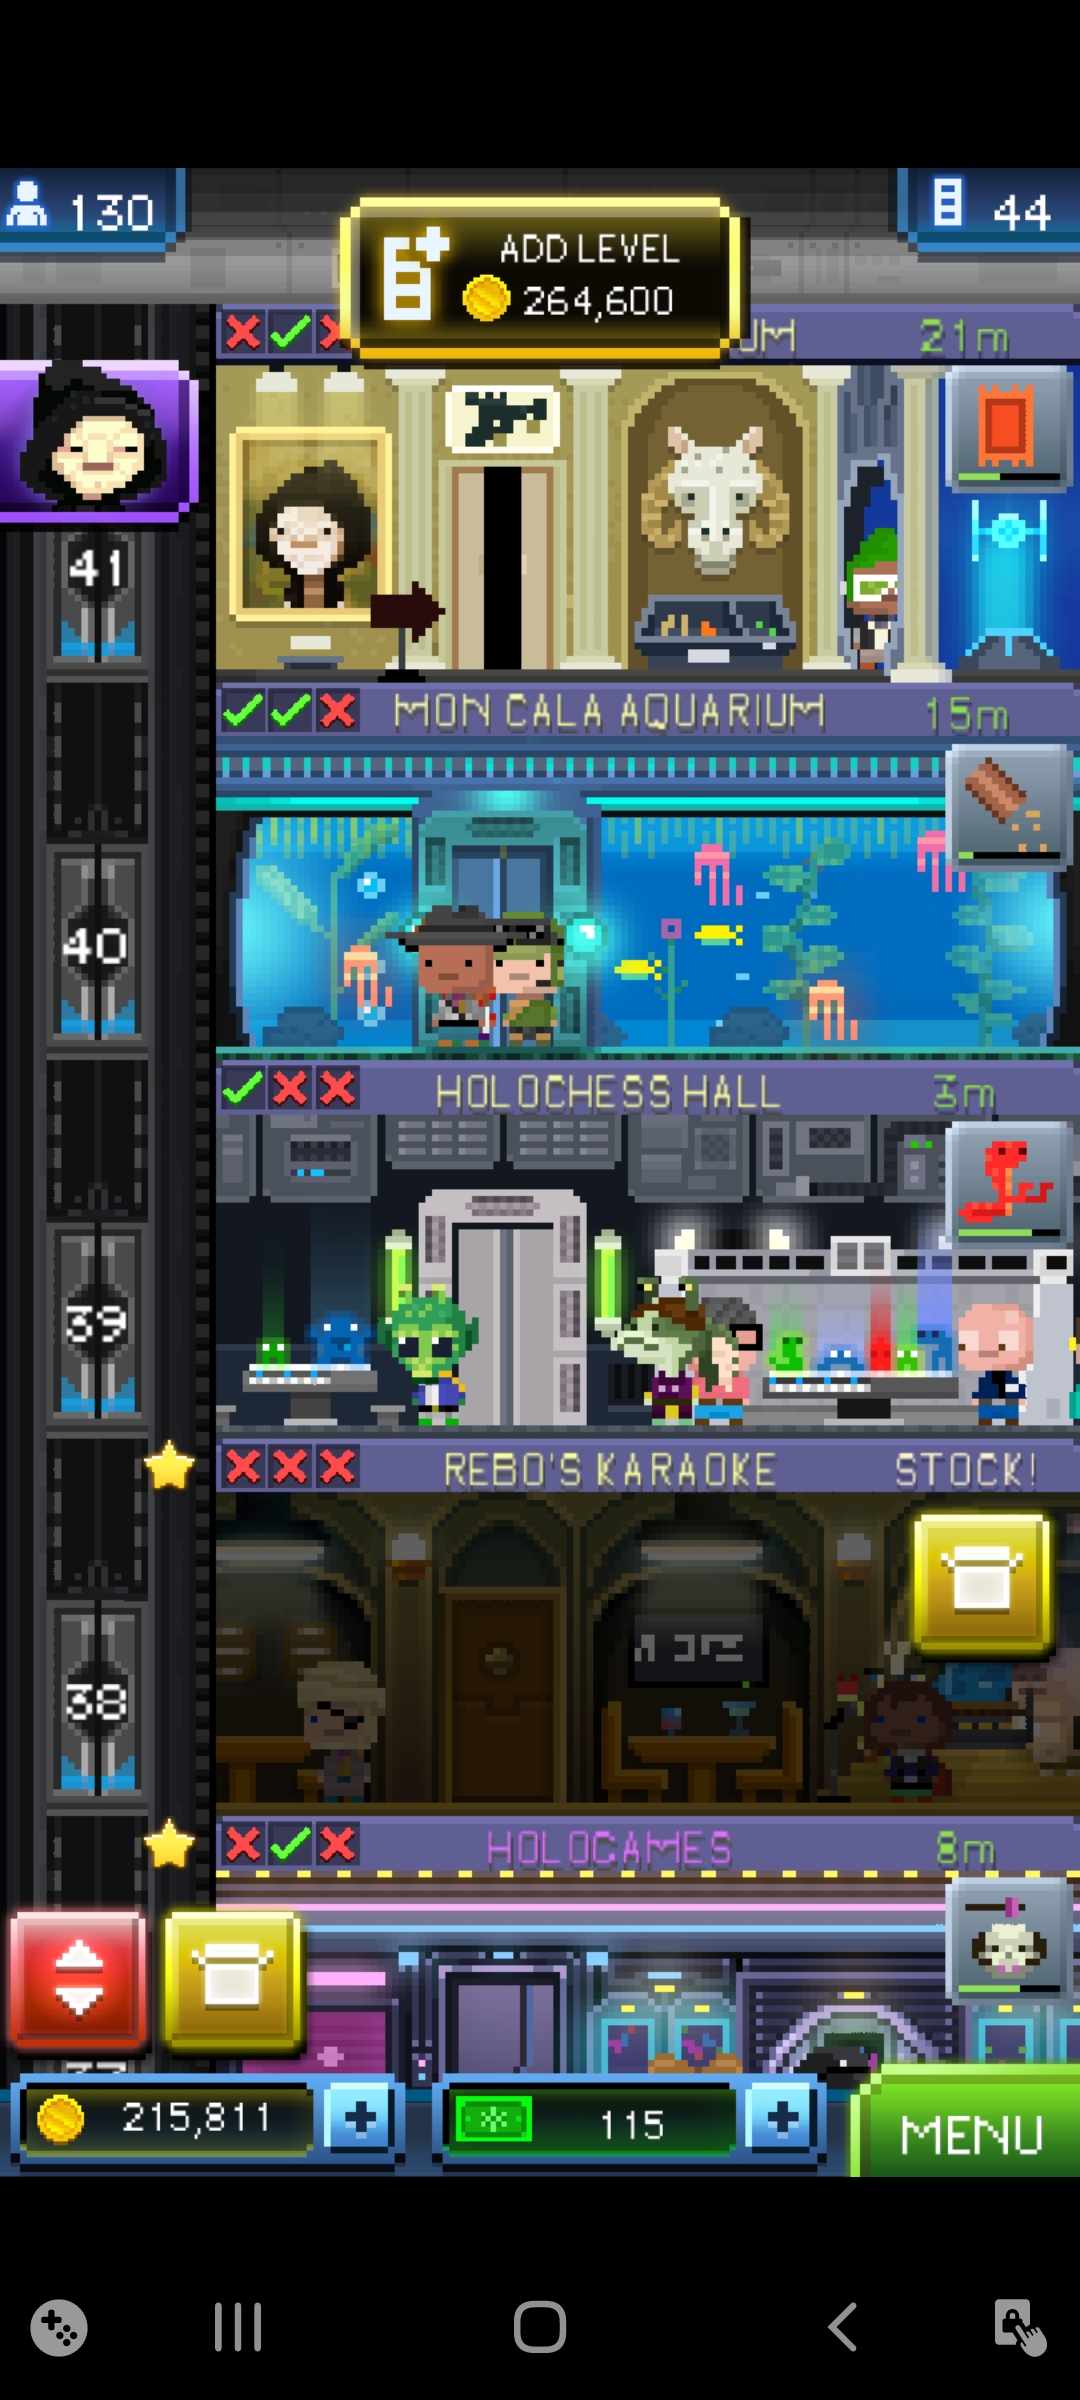 130
44
ADD LEVEL
264,600
UM 21m
41
MON CALA AQUARIUM 15m
40
HOLOCHESS HALL 3m
39
REBO'S KARAOKE STOCK!
38
HOLOGAMES 8m
215,811
115
MENU